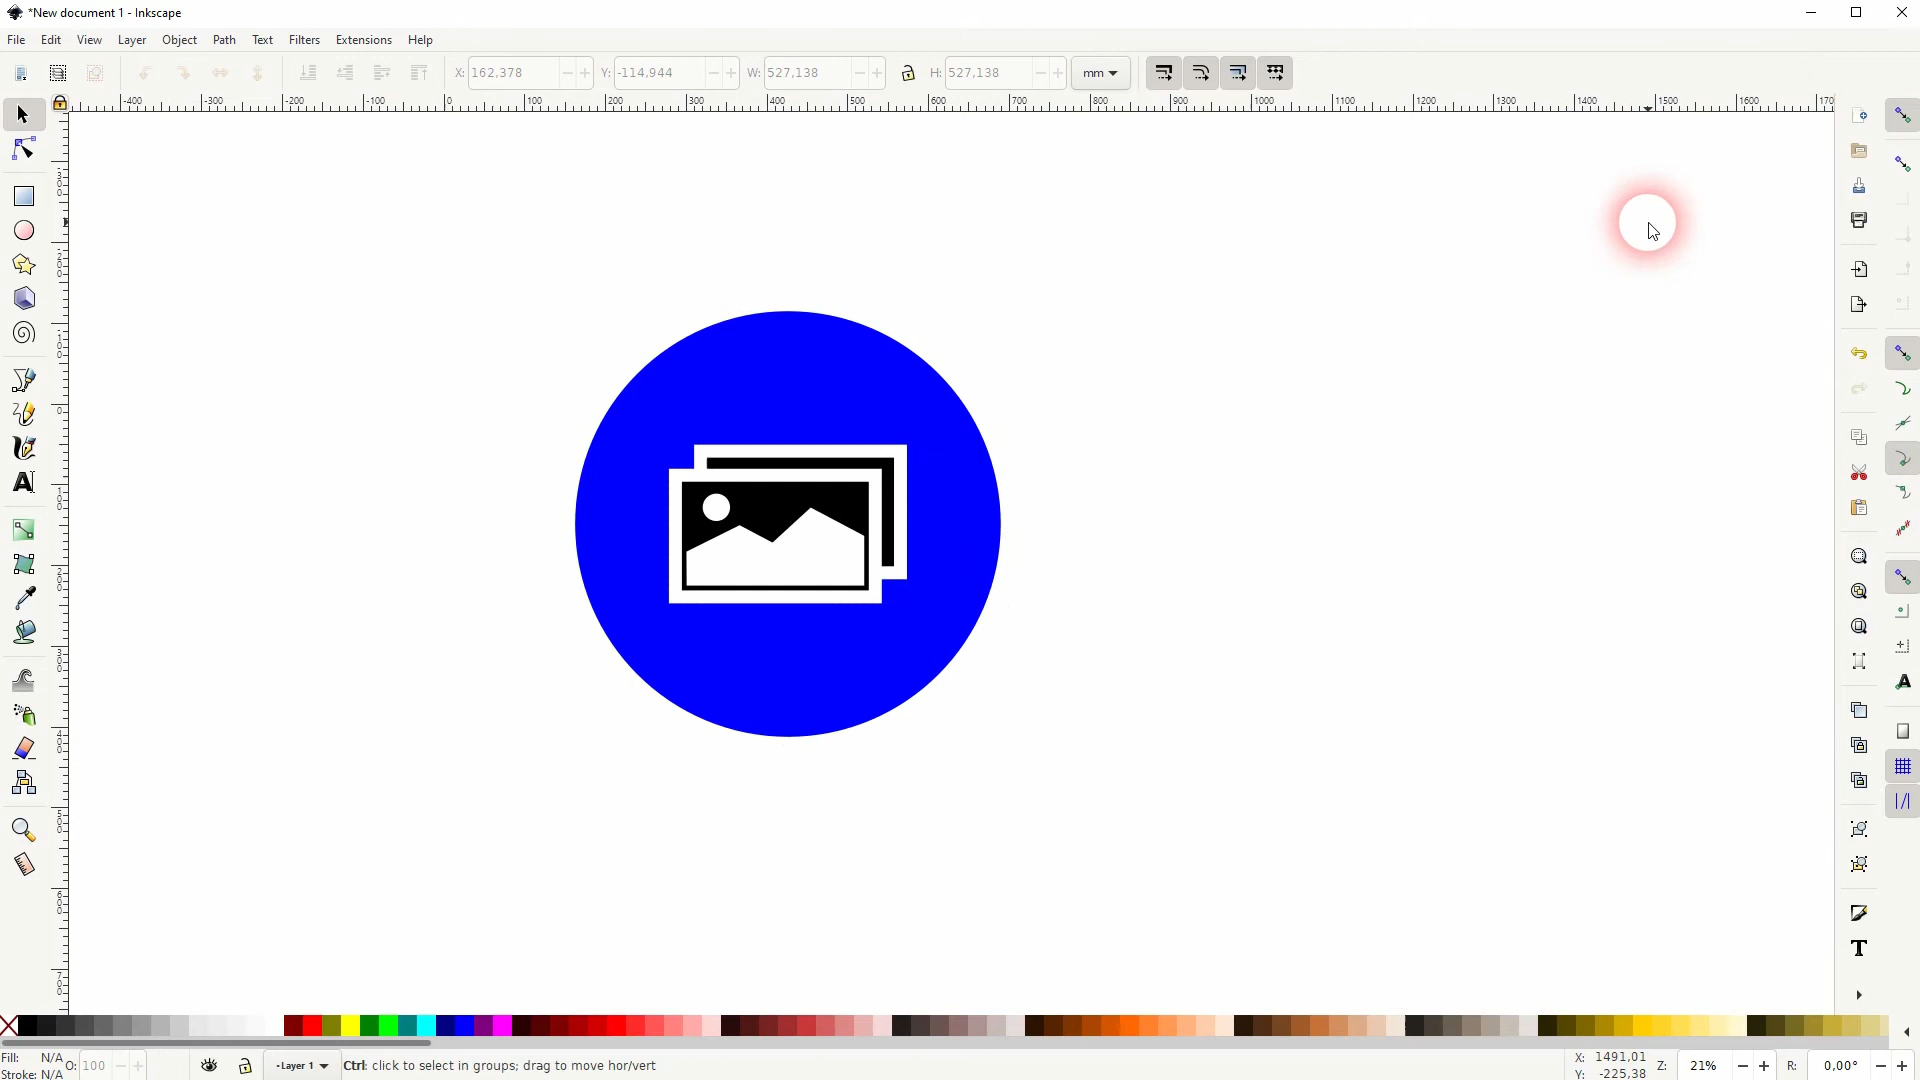 *New document 1 - Inkscape
File Edit View Layer Object Path Text Filters Extensions Help
X: 162,378 Y: -114,944 W: 527,138 H: 527,138 mm
-400 -300 -200 -100 0 100 200 300 400 500 600 700 800 900 1000 1100 1200 1300 1400 1500 1600 170
Fill: N/A O: 100 Layer 1 Ctrl: click to select in groups; drag to move hor/vert X: 1491,01 Z: 21% R: 0,00°
Stroke: N/A Y: -225,38